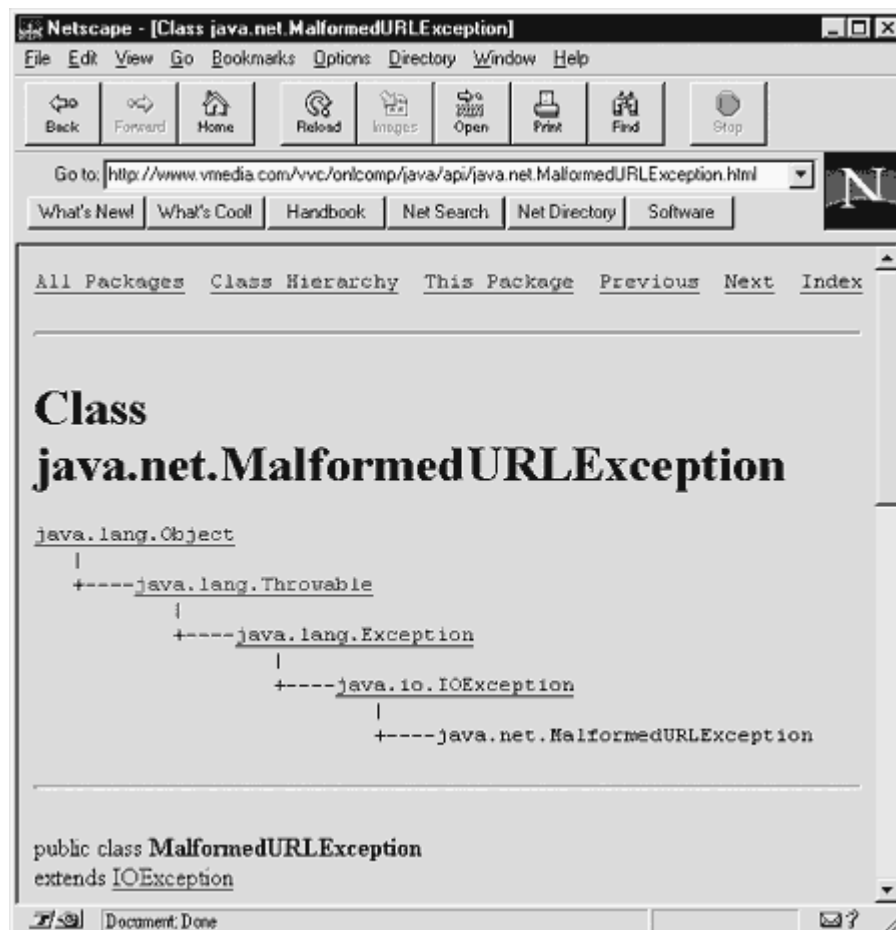 Netscape - [Class java.net.MalformedURLException]
File Edit View Go Bookmarks Options Directory Window Help
Back Forward Home Reload Images Open Print Find Stop
Go to: http://www.vmedia.com/vvc/onlcomp/java/api/java.net.MalformedURLException.html
N
What's New! What's Cool! Handbook Net Search Net Directory Software
All Packages Class Hierarchy This Package Previous Next Index
Class
java.net.MalformedURLException
java.lang.Object
|
+----java.lang.Throwable
|
+----java.lang.Exception
|
+----java.io.IOException
|
+----java.net.MalformedURLException
public class MalformedURLException
extends IOException
Document: Done